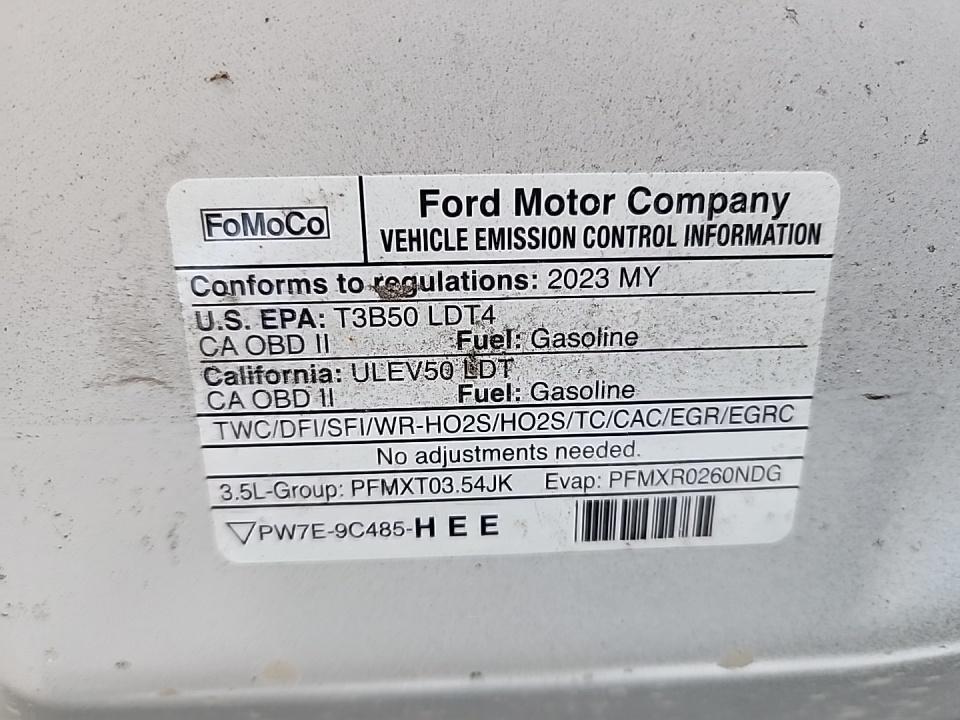 FoMoCo
Ford Motor Company
VEHICLE EMISSION CONTROL INFORMATION
Conforms to regulations: 2023 MY
U.S. EPA: T3B50 LDT4
CA OBD II Fuel: Gasoline
California: ULEV50 LDT
CA OBD II Fuel: Gasoline
TWC/DFI/SFI/WR-HO2S/HO2S/TC/CAC/EGR/EGRC
No adjustments needed.
3.5L-Group: PFMXT03.54JK Evap: PFMXR0260NDG
PW7E-9C485-HEE